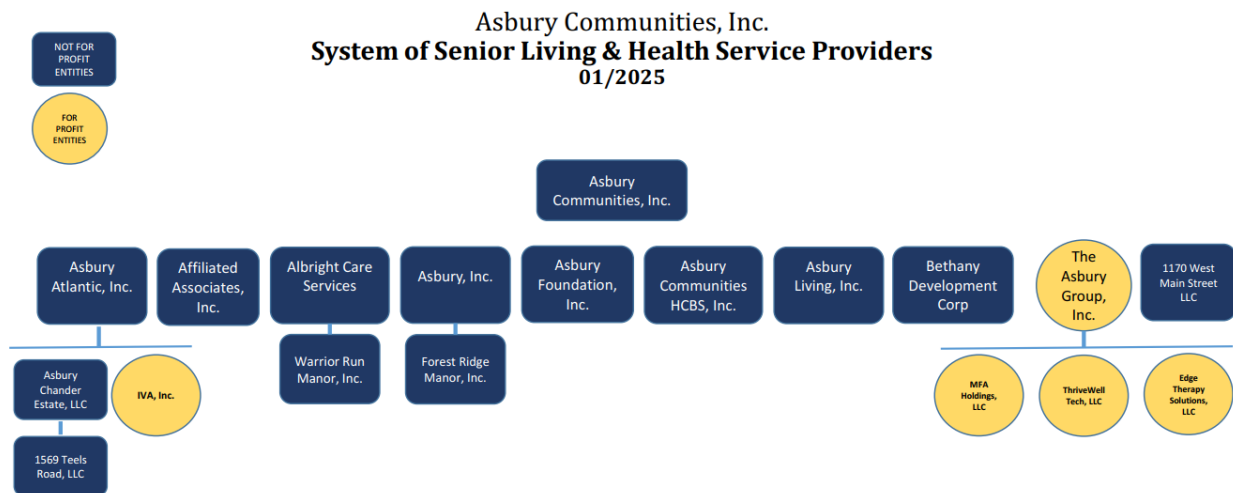 Asbury Communities, Inc.
System of Senior Living & Health Service Providers
01/2025
NOT FOR
PROFIT
ENTITIES
FOR
PROFIT
ENTITIES
Asbury
Communities, Inc.
Asbury
Atlantic, Inc.
Affiliated
Associates,
Inc.
Albright Care
Services
Asbury, Inc.
Asbury
Foundation,
Inc.
Asbury
Communities
HCBS, Inc.
Asbury
Living, Inc.
Bethany
Development
Corp
The
Asbury
Group,
Inc.
1170 West
Main Street
LLC
Asbury
Chander
Estate, LLC
IVA, Inc.
Warrior Run
Manor, Inc.
Forest Ridge
Manor, Inc.
MFA
Holdings,
LLC
ThriveWell
Tech, LLC
Edge
Therapy
Solutions,
LLC
1569 Teels
Road, LLC